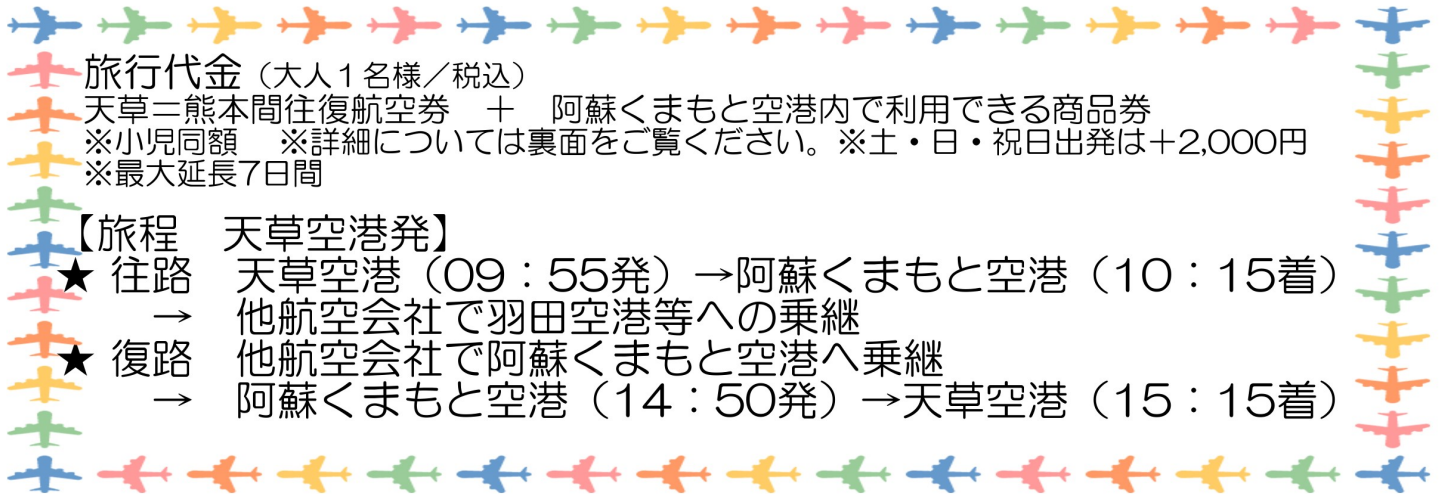 旅行代金（大人１名様／税込）
天草＝熊本間往復航空券　＋　阿蘇くまもと空港内で利用できる商品券
※小児同額　※詳細については裏面をご覧ください。※土・日・祝日出発は＋2,000円
※最大延長7日間
【旅程　天草空港発】
★ 往路　天草空港（09：55発）→阿蘇くまもと空港（10：15着）
→　他航空会社で羽田空港等への乗継
★ 復路　他航空会社で阿蘇くまもと空港へ乗継
→　阿蘇くまもと空港（14：50発）→天草空港（15：15着）